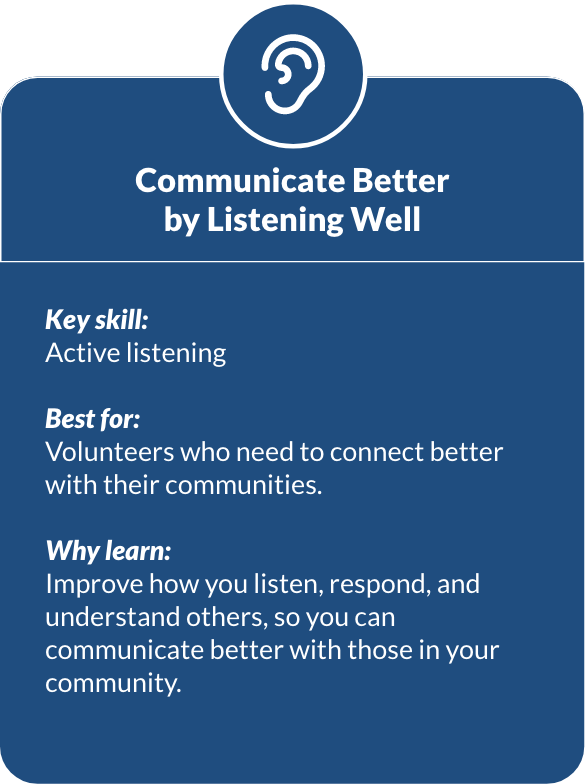 Communicate Better
by Listening Well
Key skill:
Active listening
Best for:
Volunteers who need to connect better
with their communities.
Why learn:
Improve how you listen, respond, and
understand others, so you can
communicate better with those in your
community.